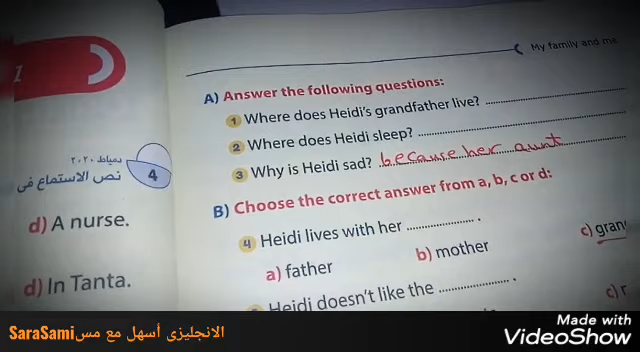 1
My family and me
A) Answer the following questions:
1 Where does Heidi's grandfather live? ....................
2 Where does Heidi sleep? ....................
3 Why is Heidi sad? because her aunt
B) Choose the correct answer from a, b, c or d:
4 Heidi lives with her .................... .
a) father b) mother c) gran
Heidi doesn't like the .................... .
c) r
دمياط ٢٠٢٠
4 نص الاستماع في
d) A nurse.
d) In Tanta.
SaraSami الانجليزى أسهل مع مس
Made with
VideoShow